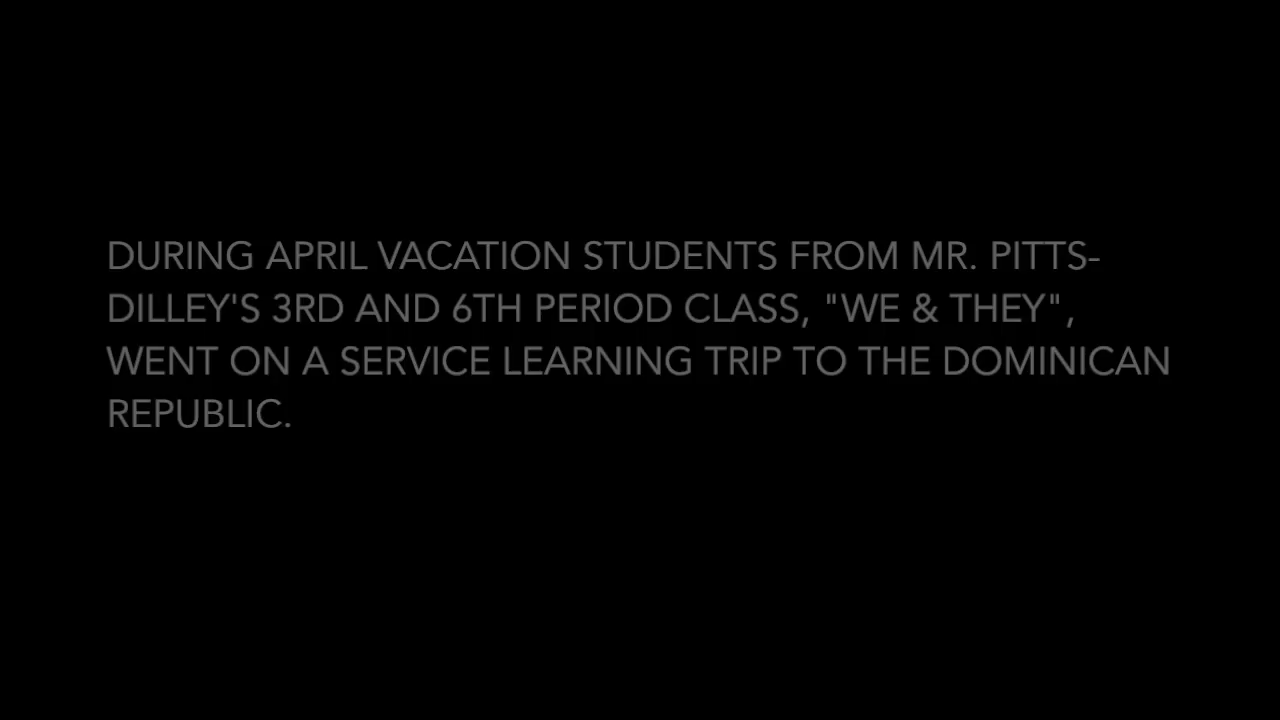 DURING APRIL VACATION STUDENTS FROM MR. PITTS-
DILLEY'S 3RD AND 6TH PERIOD CLASS, "WE & THEY",
WENT ON A SERVICE LEARNING TRIP TO THE DOMINICAN
REPUBLIC.